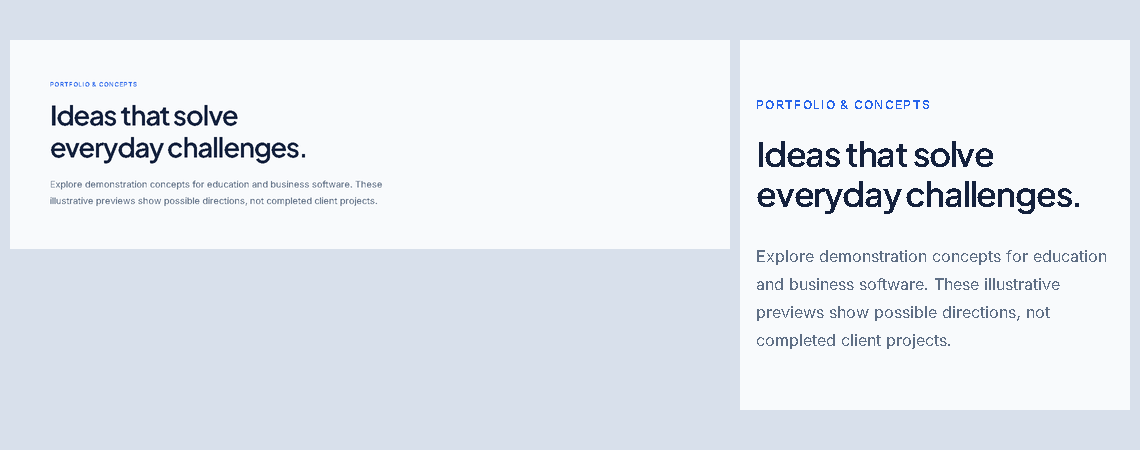 PORTFOLIO & CONCEPTS
Ideas that solve
everyday challenges.
Explore demonstration concepts for education and business software. These
illustrative previews show possible directions, not completed client projects.
PORTFOLIO & CONCEPTS
Ideas that solve
everyday challenges.
Explore demonstration concepts for education
and business software. These illustrative
previews show possible directions, not
completed client projects.